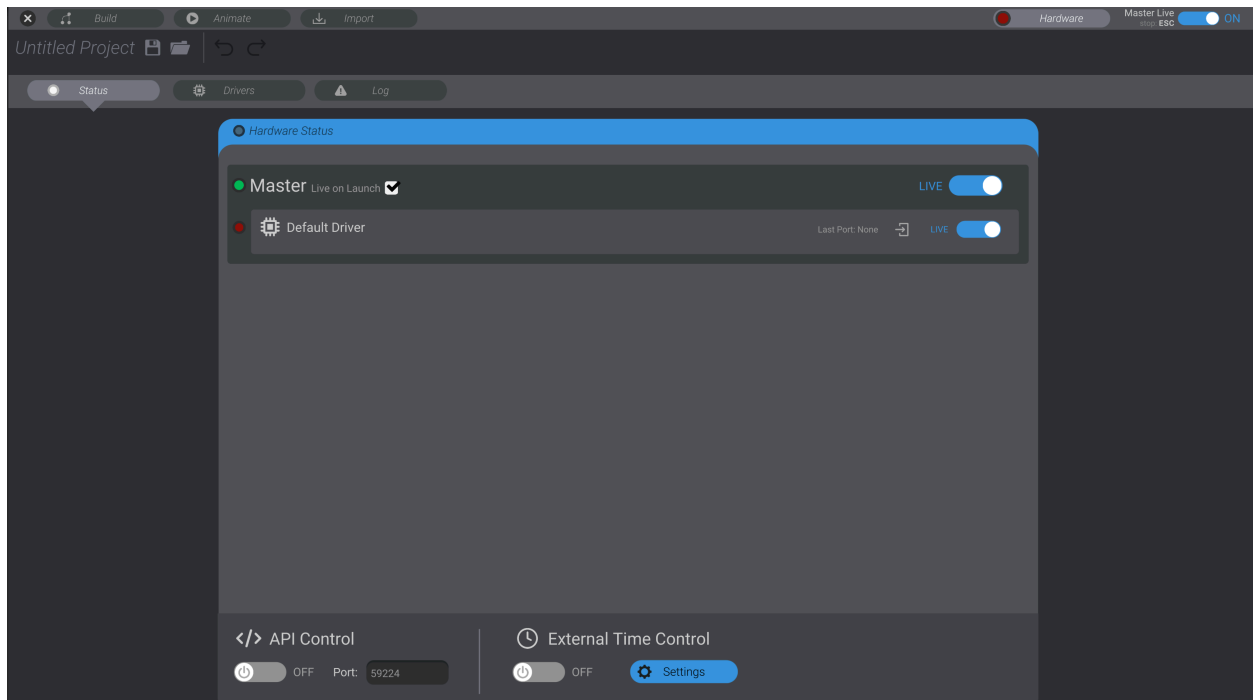 Build Animate Import Hardware Master Live
stop: ESC ON
Untitled Project
Status Drivers Log
Hardware Status
Master Live on Launch LIVE
Default Driver Last Port: None LIVE
API Control External Time Control
OFF Port: 59224 OFF Settings